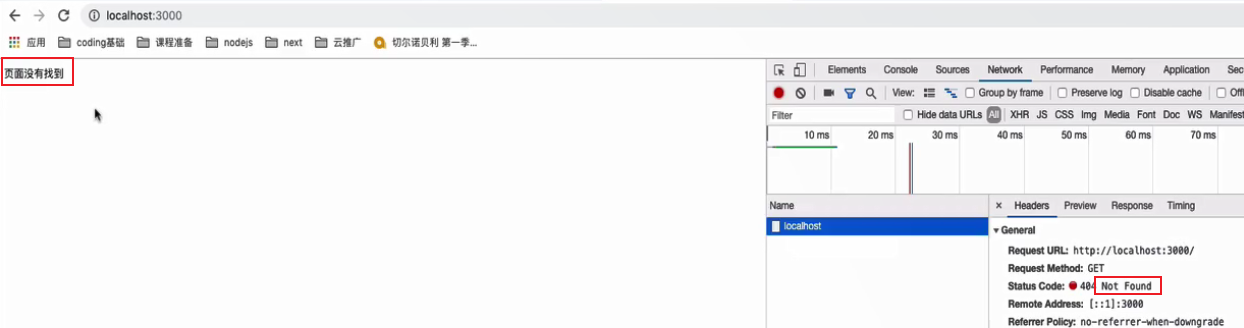 localhost:3000
应用 coding基础 课程准备 nodejs next 云推广 切尔诺贝利 第一季...
页面没有找到
Elements Console Sources Network Performance Memory Application Sec
View: Group by frame Preserve log Disable cache Offl
Filter Hide data URLs All XHR JS CSS Img Media Font Doc WS Manifest
10 ms 20 ms 30 ms 40 ms 50 ms 60 ms 70 ms
Name
localhost
× Headers Preview Response Timing
General
Request URL: http://localhost:3000/
Request Method: GET
Status Code: 404 Not Found
Remote Address: [::1]:3000
Referrer Policy: no-referrer-when-downgrade